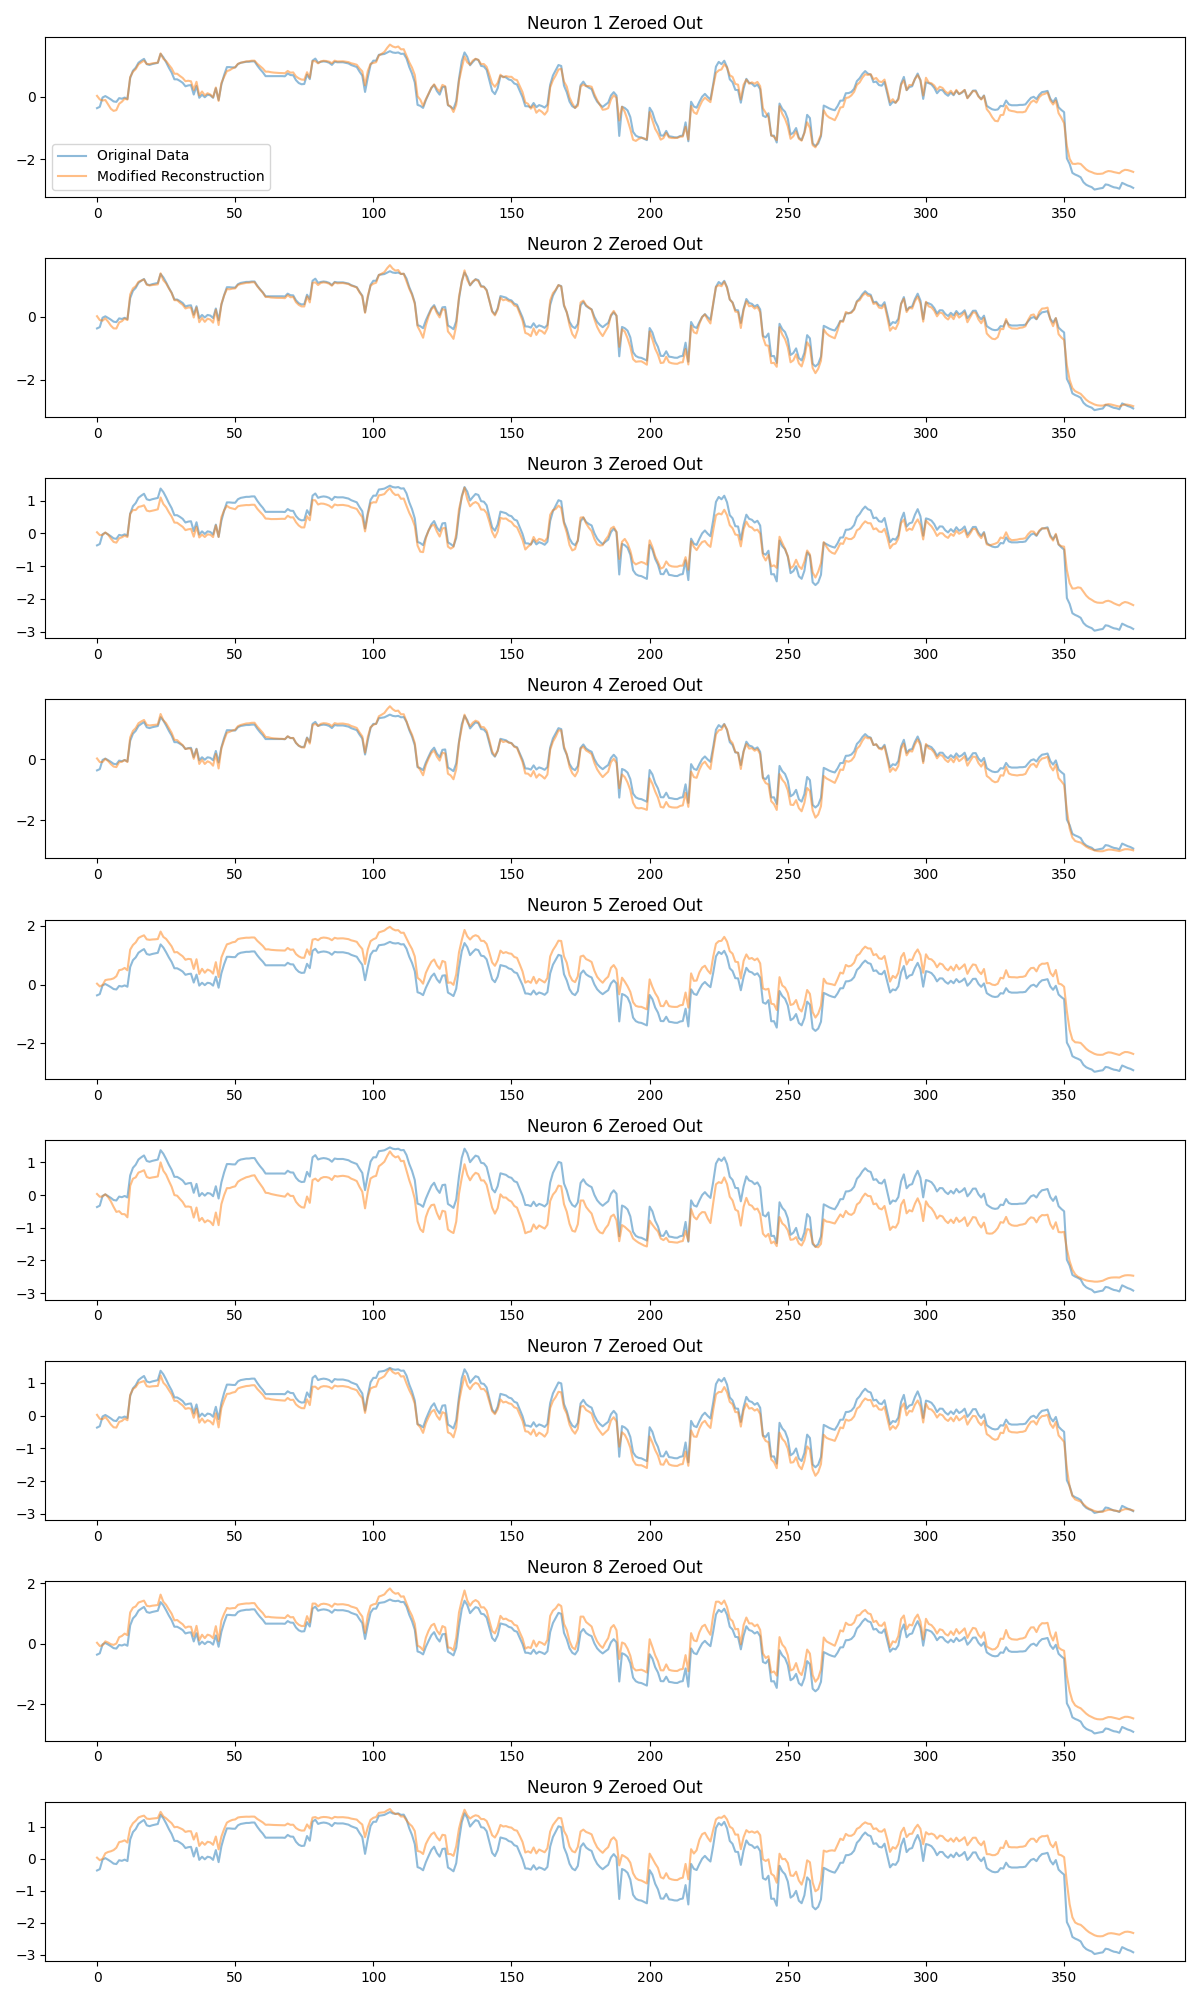 Neuron 1 Zeroed Out
0
−2
Original Data
Modified Reconstruction
0 50 100 150 200 250 300 350
Neuron 2 Zeroed Out
0
−2
0 50 100 150 200 250 300 350
Neuron 3 Zeroed Out
1
0
−1
−2
−3
0 50 100 150 200 250 300 350
Neuron 4 Zeroed Out
0
−2
0 50 100 150 200 250 300 350
Neuron 5 Zeroed Out
2
0
−2
0 50 100 150 200 250 300 350
Neuron 6 Zeroed Out
1
0
−1
−2
−3
0 50 100 150 200 250 300 350
Neuron 7 Zeroed Out
1
0
−1
−2
−3
0 50 100 150 200 250 300 350
Neuron 8 Zeroed Out
2
0
−2
0 50 100 150 200 250 300 350
Neuron 9 Zeroed Out
1
0
−1
−2
−3
0 50 100 150 200 250 300 350